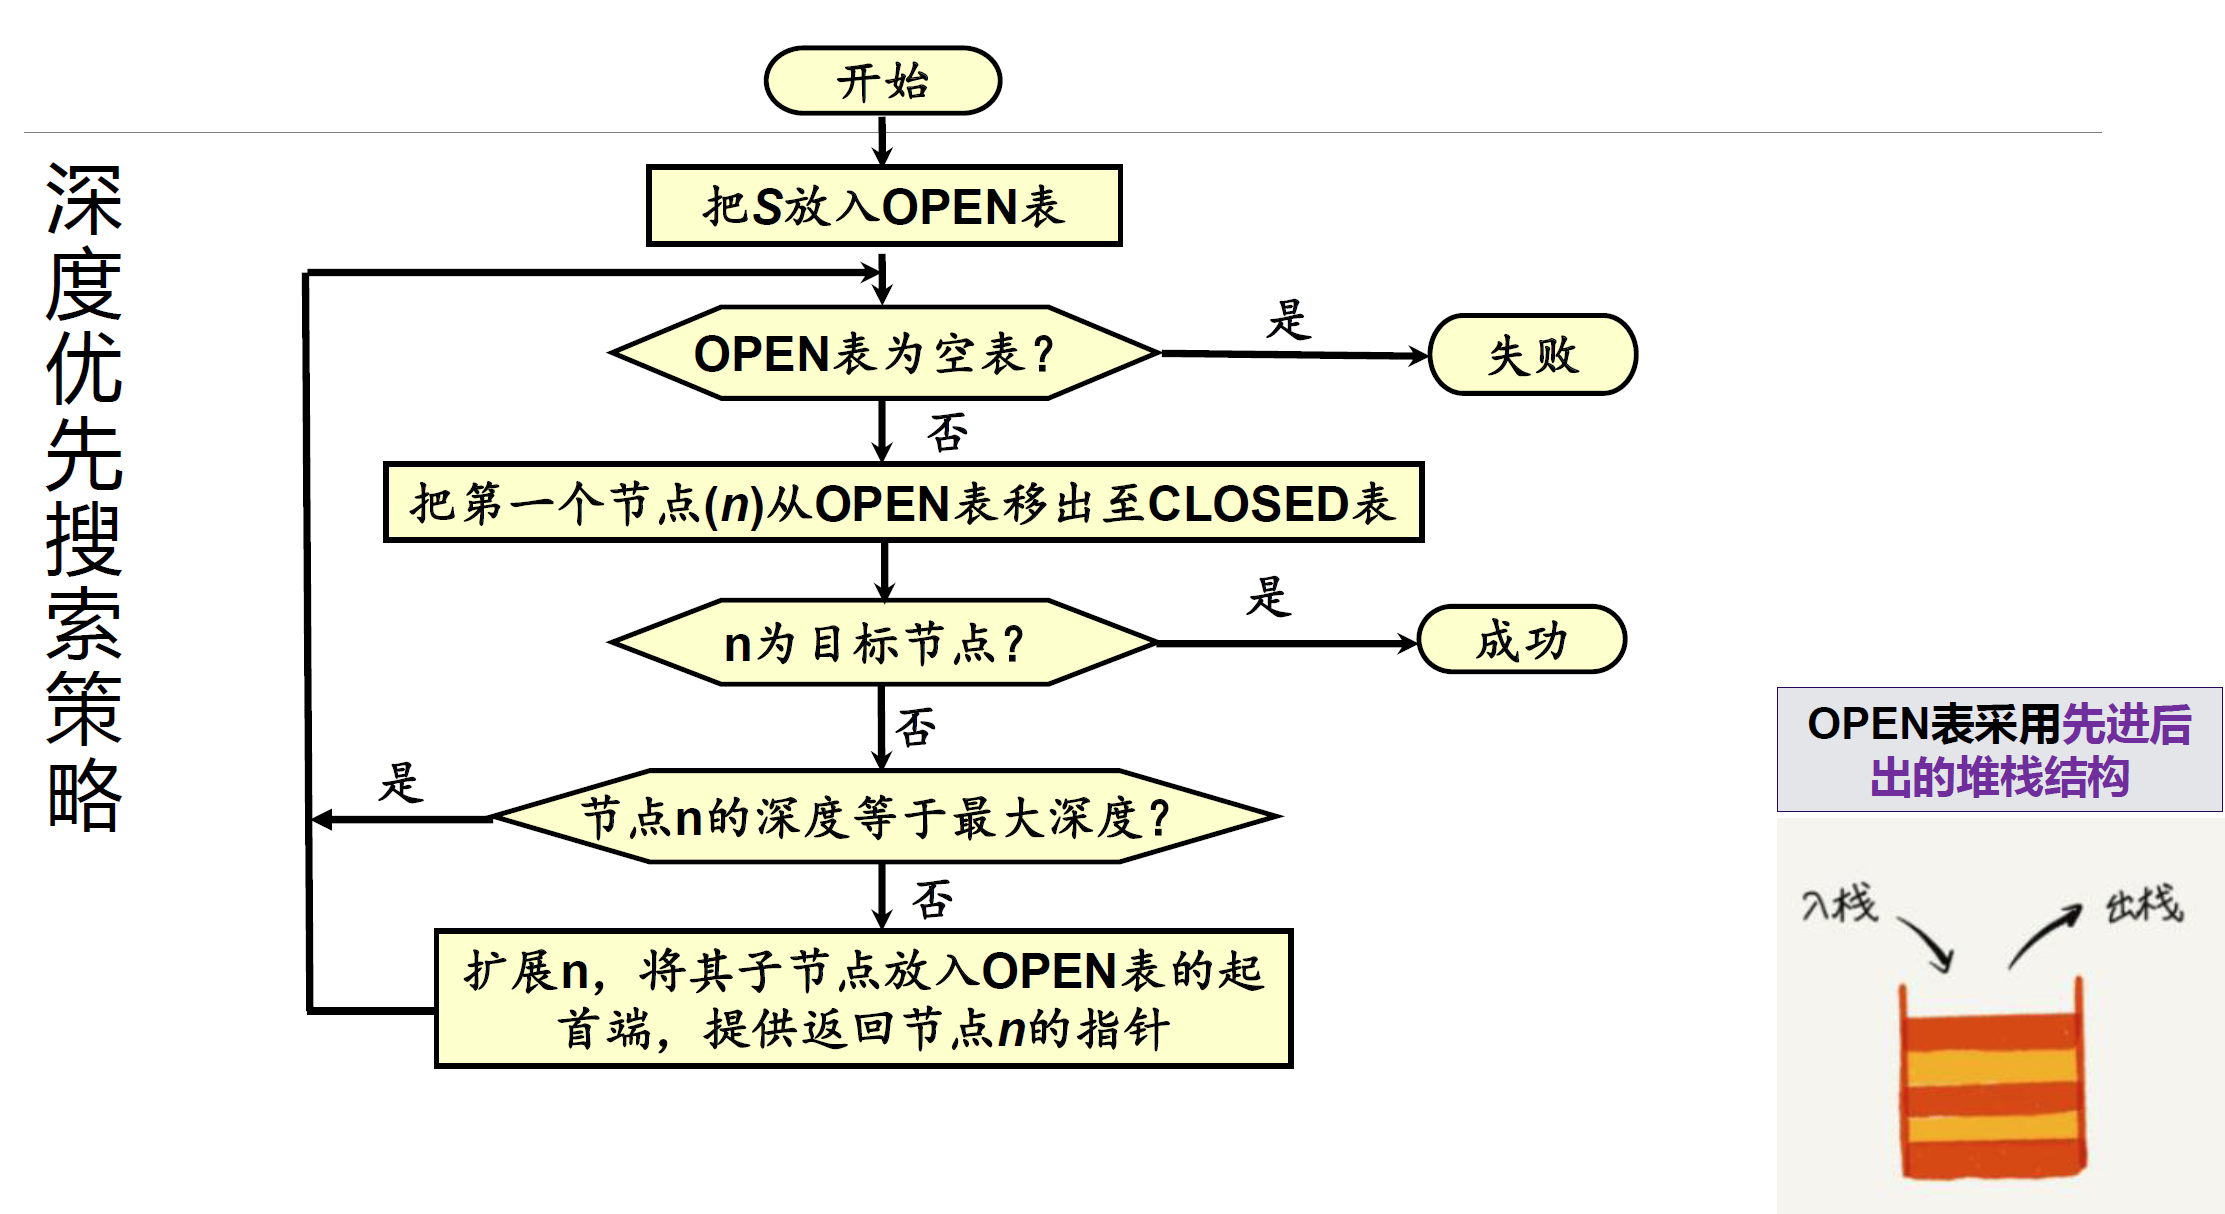 深度优先搜索策略
开始
把S放入OPEN表
OPEN表为空表？
是
失败
否
把第一个节点(n)从OPEN表移出至CLOSED表
n为目标节点？
是
成功
否
节点n的深度等于最大深度？
是
否
扩展n，将其子节点放入OPEN表的起
首端，提供返回节点n的指针
OPEN表采用先进后
出的堆栈结构
入栈
出栈